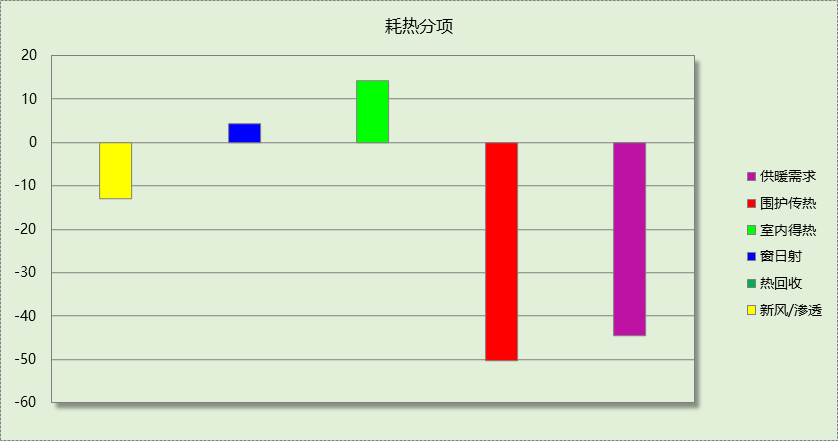 耗热分项
20
10
0
-10
-20
-30
-40
-50
-60
供暖需求
围护传热
室内得热
窗日射
热回收
新风/渗透